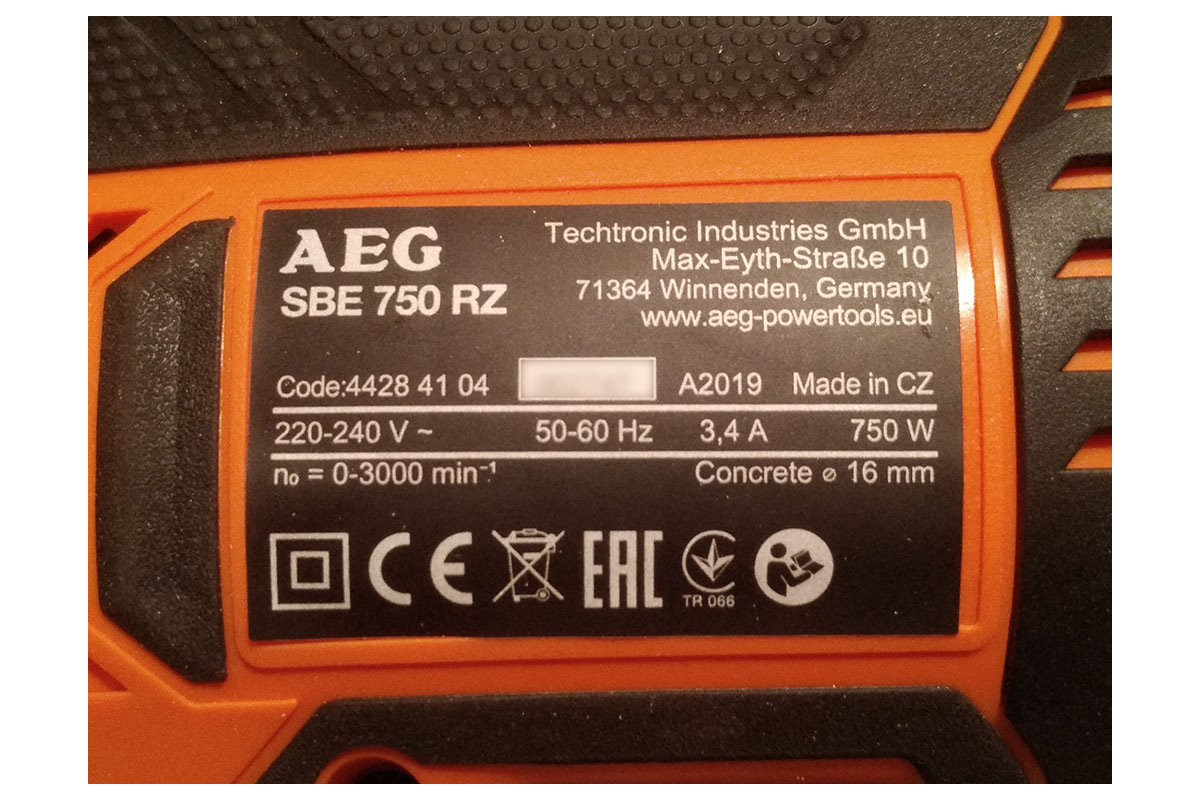 AEG
SBE 750 RZ
Techtronic Industries GmbH
Max-Eyth-Straße 10
71364 Winnenden, Germany
www.aeg-powertools.eu
Code:4428 41 04 A2019 Made in CZ
220-240 V ~ 50-60 Hz 3,4 A 750 W
n₀ = 0-3000 min⁻¹ Concrete ⌀ 16 mm
CE EAC TR 066